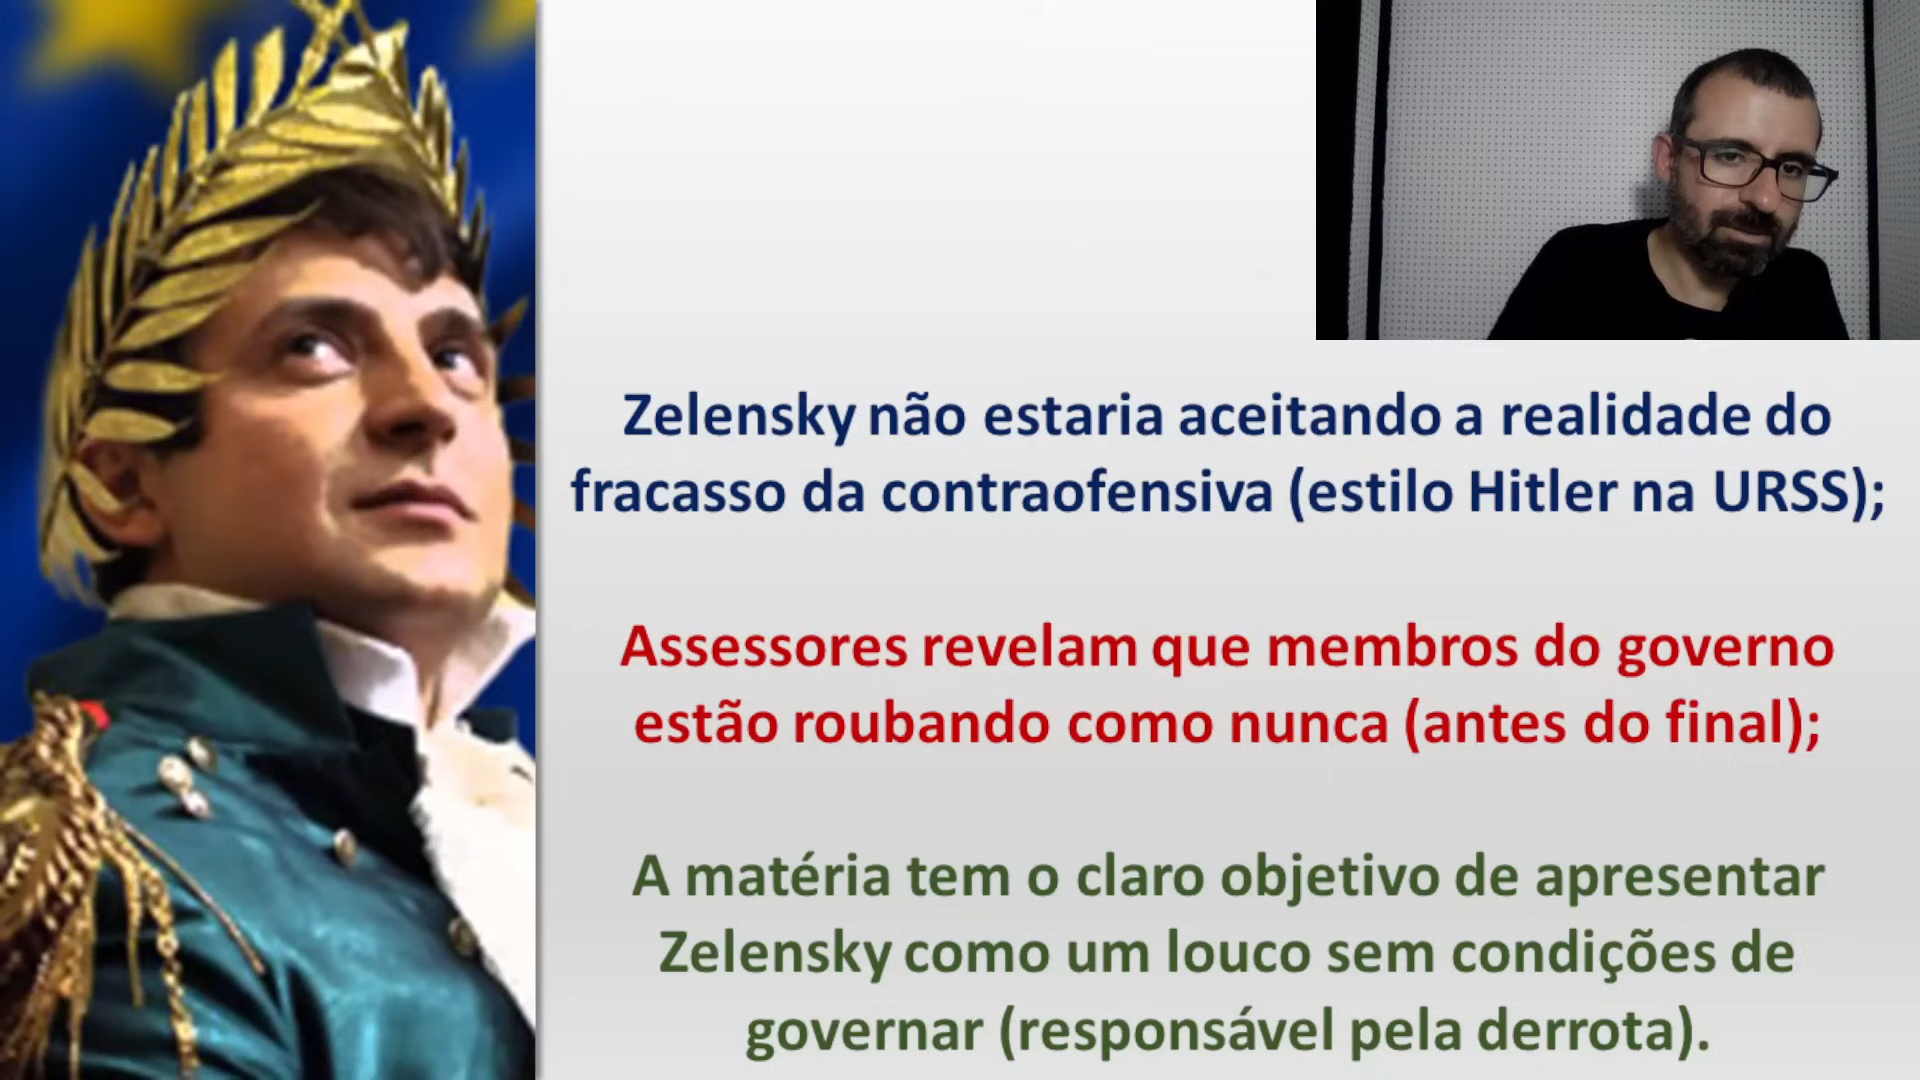 Zelensky não estaria aceitando a realidade do
fracasso da contraofensiva (estilo Hitler na URSS);
Assessores revelam que membros do governo
estão roubando como nunca (antes do final);
A matéria tem o claro objetivo de apresentar
Zelensky como um louco sem condições de
governar (responsável pela derrota).